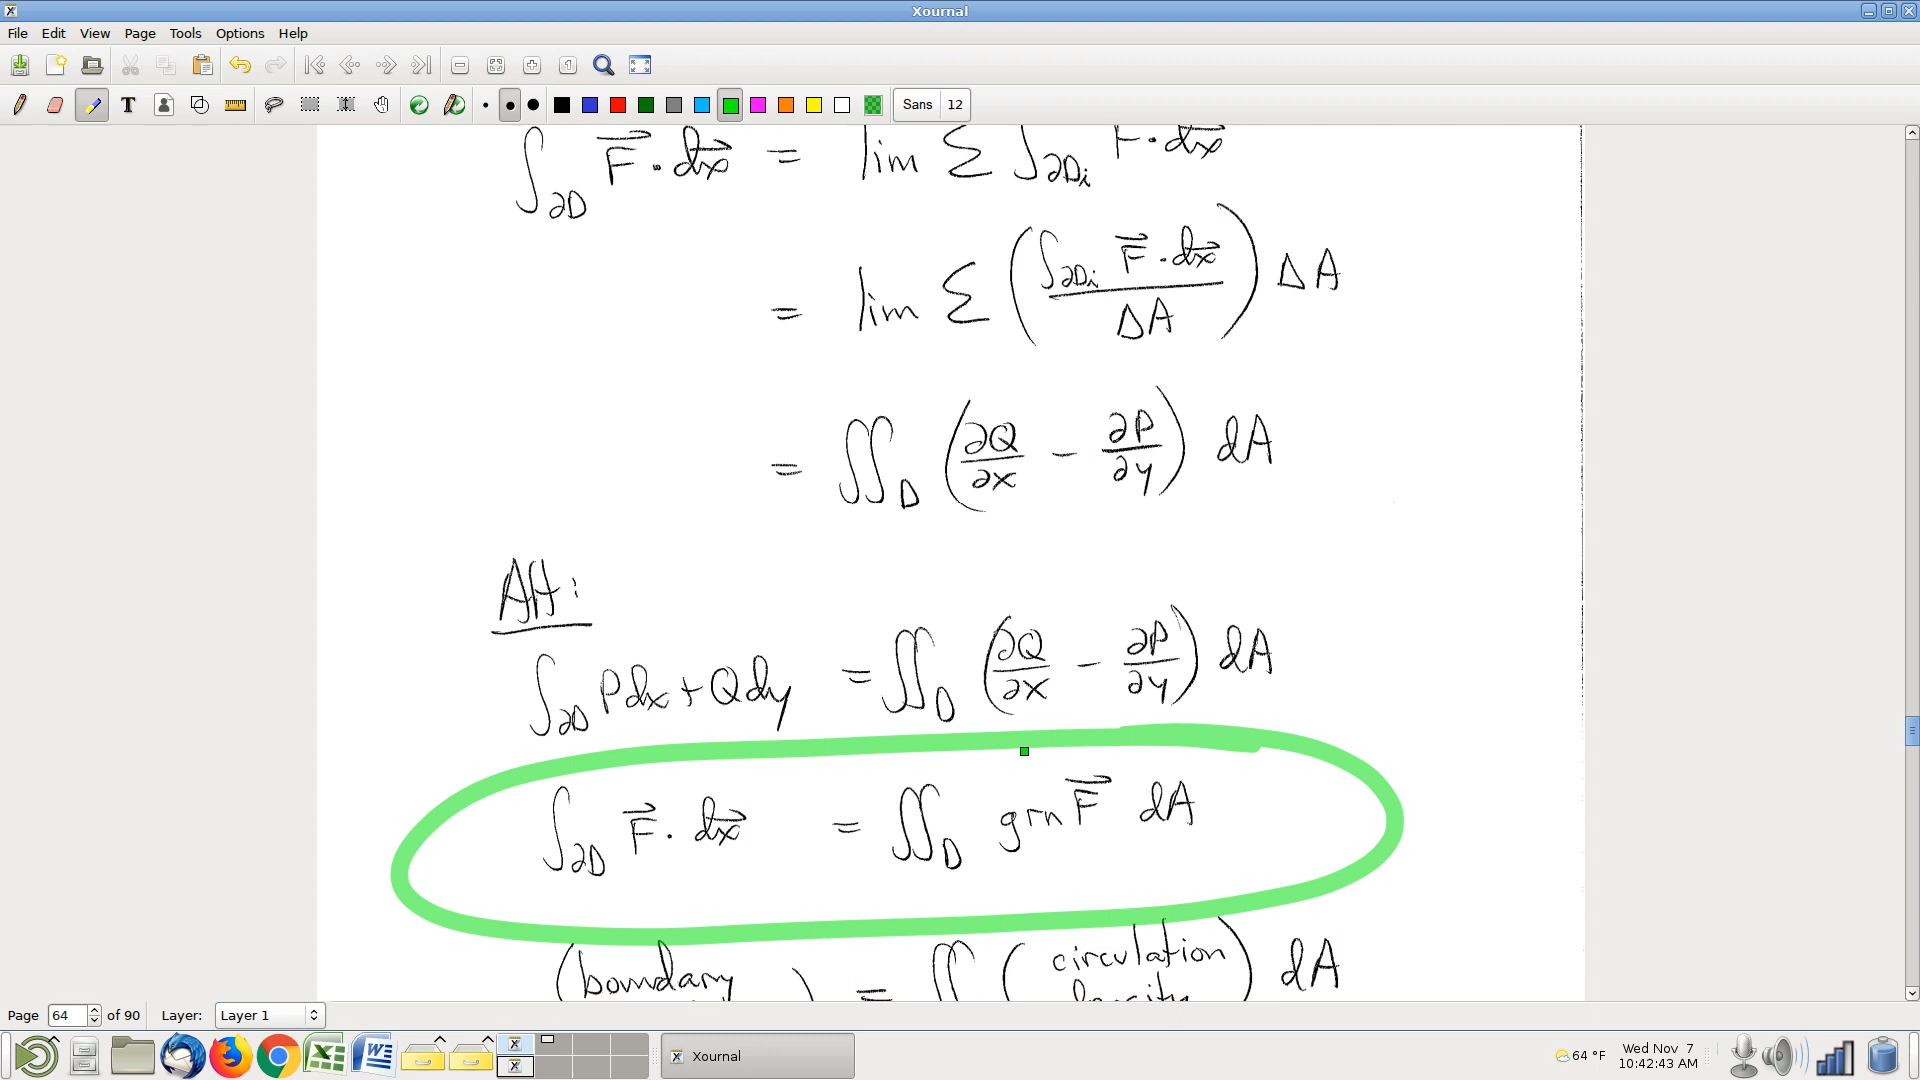 Xournal
File Edit View Page Tools Options Help
Sans 12
∫∂D F⃗ · dx⃗ = lim Σ ∫∂Di F · dx⃗
= lim Σ ( ∫∂Di F⃗ · dx⃗ / ΔA ) ΔA
= ∬D ( ∂Q/∂x − ∂P/∂y ) dA
Alt:
∫∂D Pdx + Qdy = ∬D ( ∂Q/∂x − ∂P/∂y ) dA
∫∂D F⃗ · dx⃗ = ∬D grn F⃗ dA
(boundary ) = ∬ ( circulation density ) dA
Page 64 of 90 Layer: Layer 1
Xournal
64 °F Wed Nov 7
10:42:43 AM